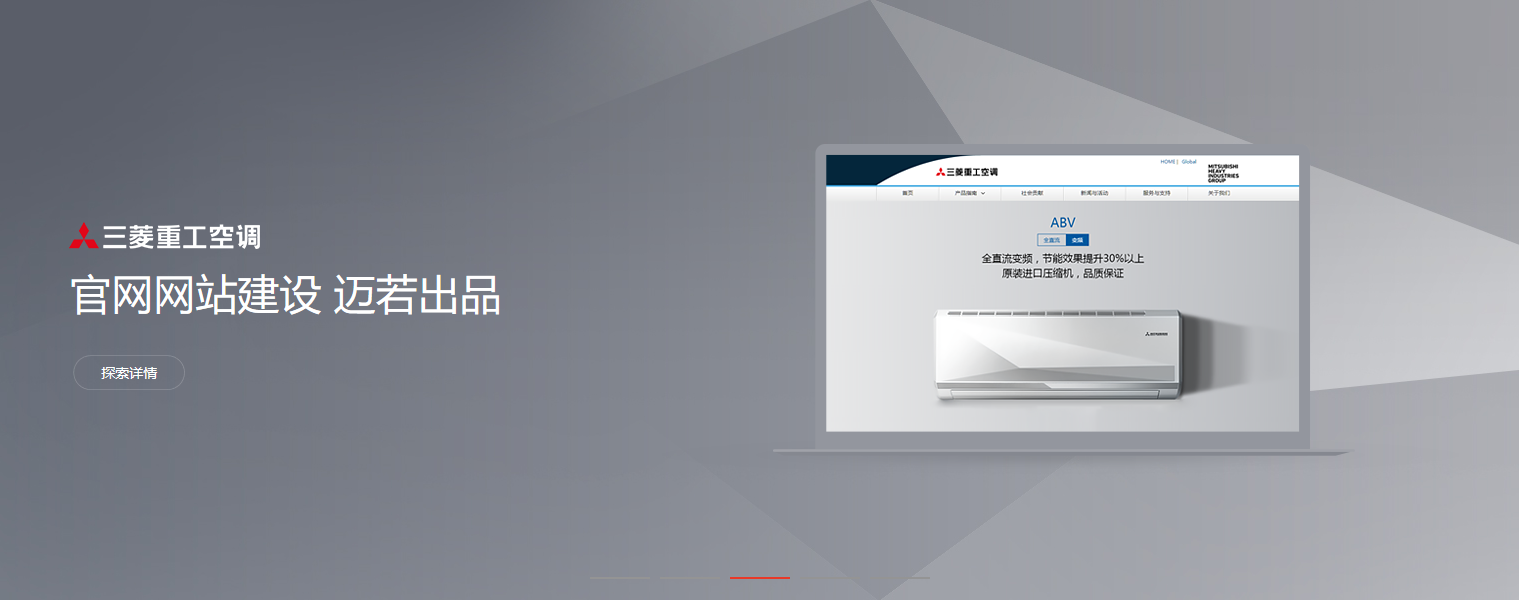 三菱重工空调
官网网站建设 迈若出品
探索详情
HOME | Global
三菱重工空调
MITSUBISHI
HEAVY
INDUSTRIES
GROUP
首页 产品指南 社会贡献 新闻与活动 服务与支持 关于我们
ABV
全直流 变频
全直流变频，节能效果提升30%以上
原装进口压缩机，品质保证